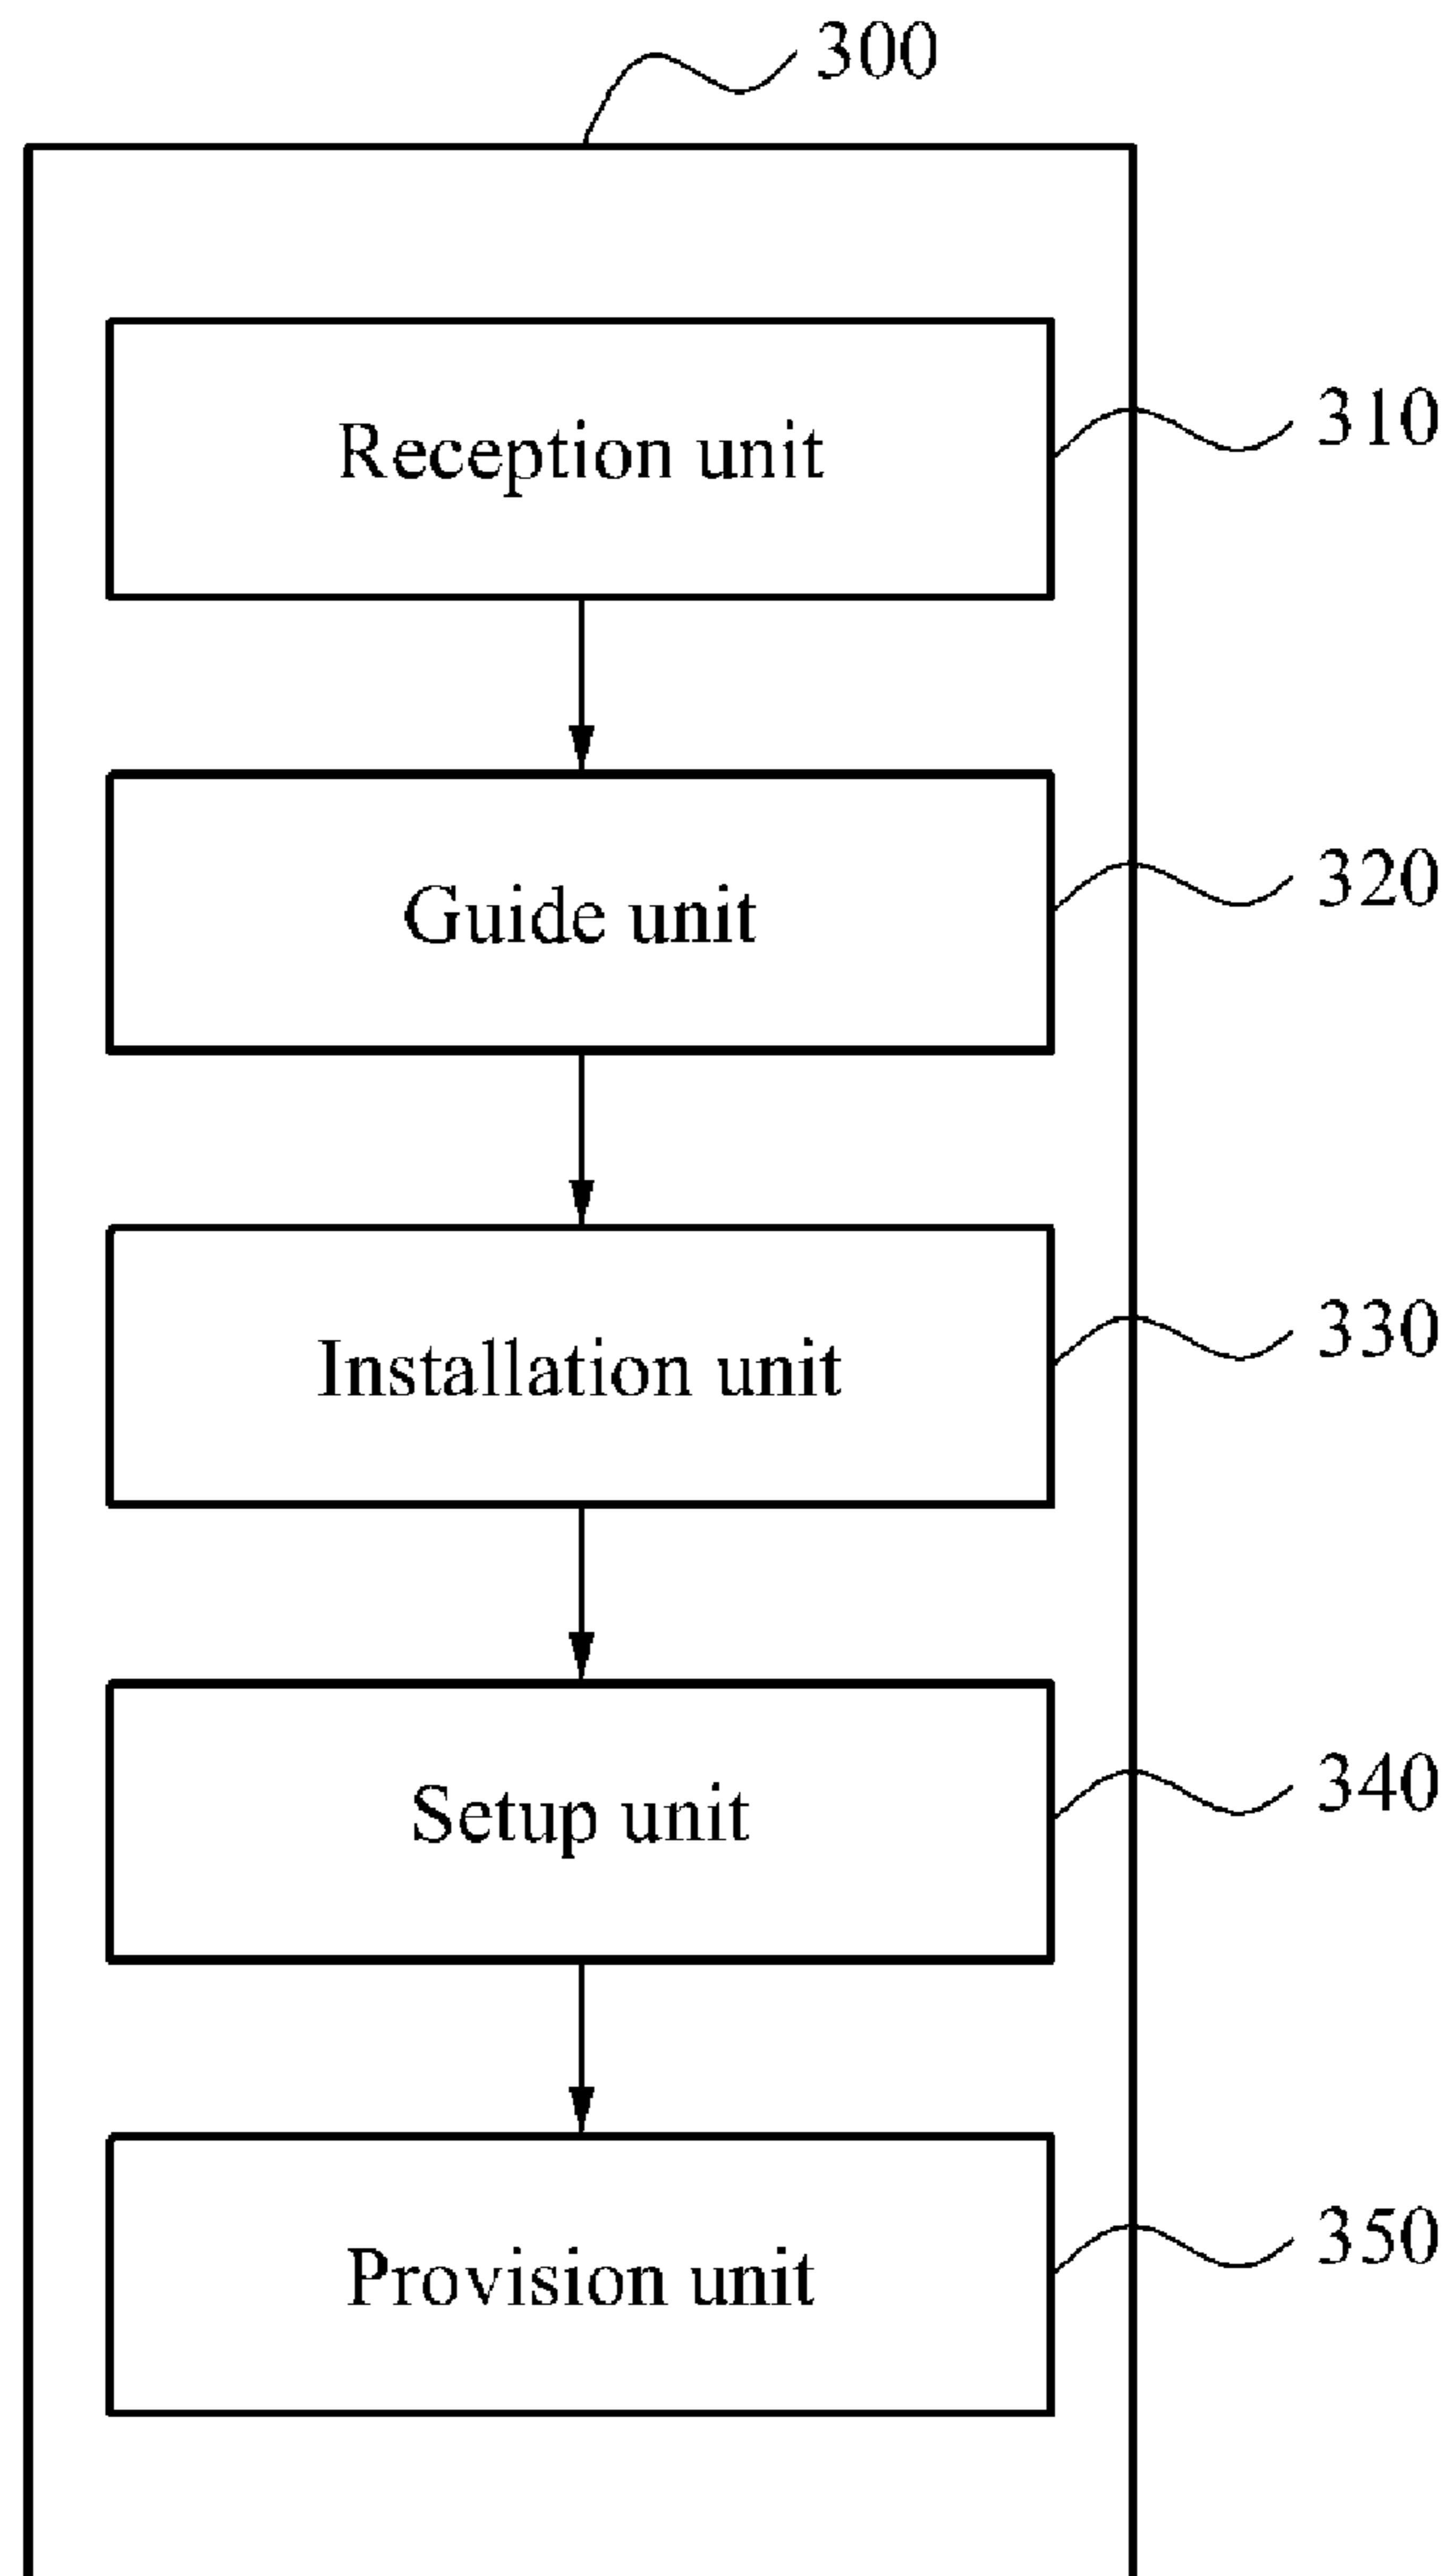 300
Reception unit
310
Guide unit
320
Installation unit
330
Setup unit
340
Provision unit
350